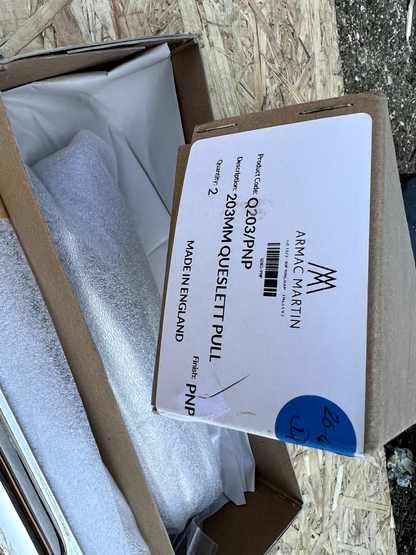 ARMAC MARTIN
Product Code: Q203/PNP
Description: 203MM QUESLETT PULL
Quantity: 2
MADE IN ENGLAND
Finish: PNP